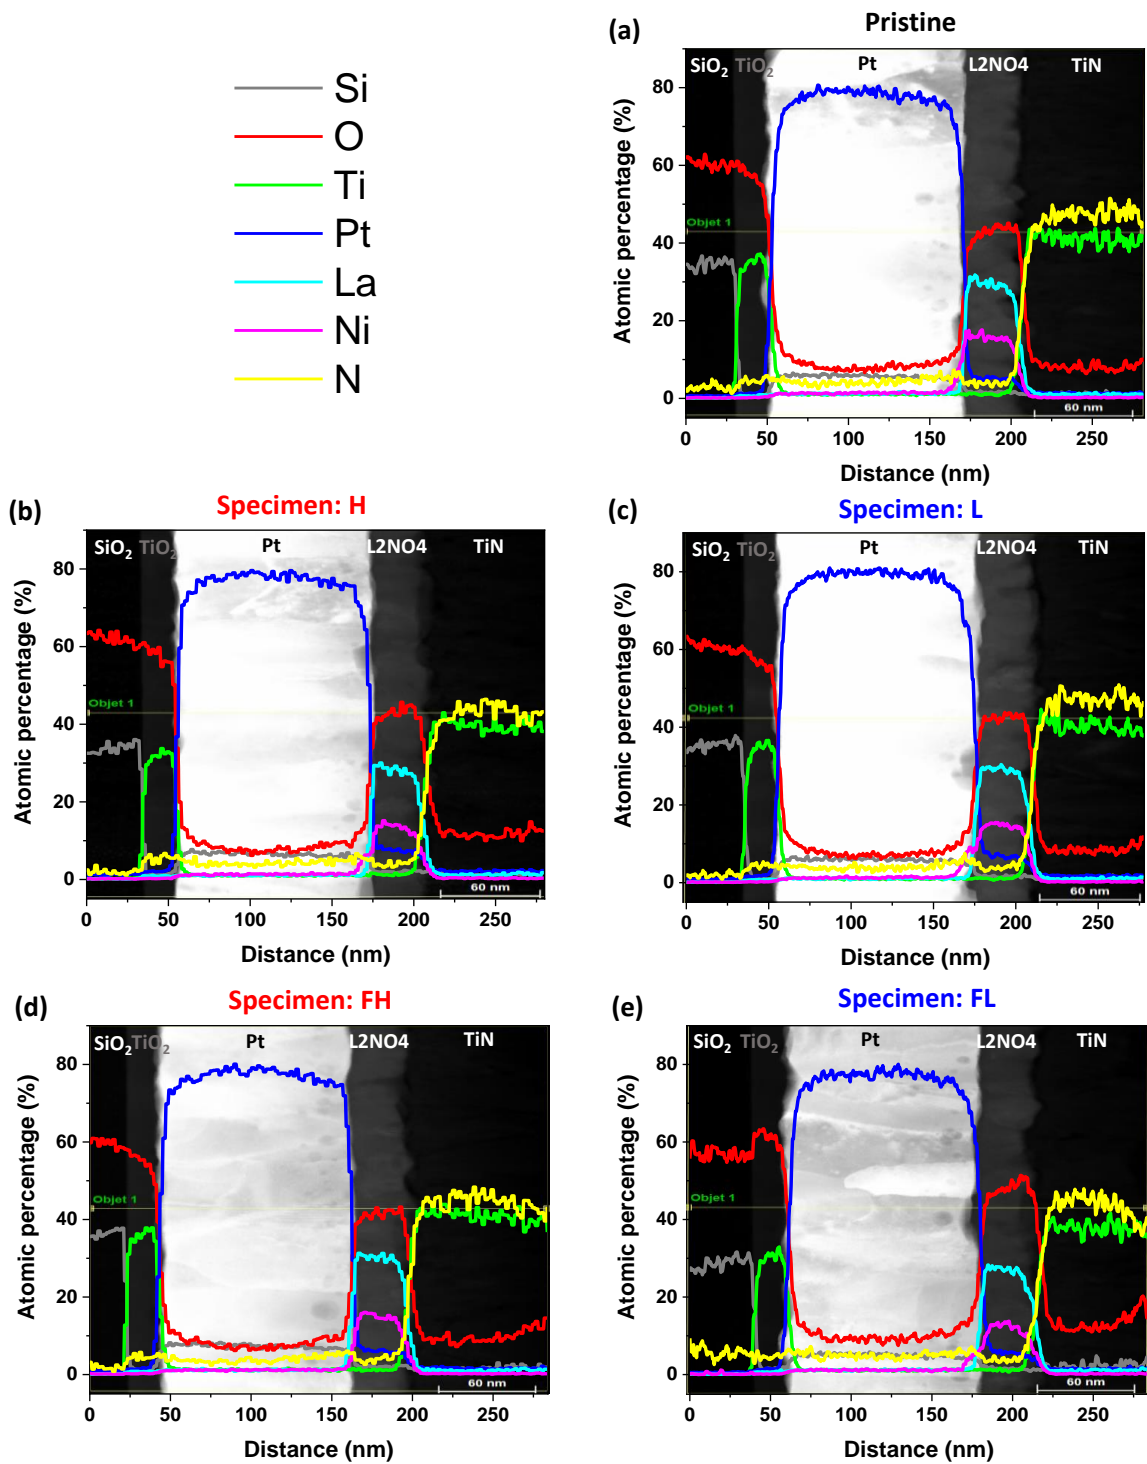 Si
O
Ti
Pt
La
Ni
N
(a)
Pristine
SiO₂ TiO₂ Pt L2NO4 TiN
Atomic percentage (%)
80
60
40
20
0
Objet 1
60 nm
0 50 100 150 200 250
Distance (nm)
(b)
Specimen: H
SiO₂ TiO₂ Pt L2NO4 TiN
Atomic percentage (%)
80
60
40
20
0
Objet 1
60 nm
0 50 100 150 200 250
Distance (nm)
(c)
Specimen: L
SiO₂ TiO₂ Pt L2NO4 TiN
Atomic percentage (%)
80
60
40
20
0
Objet 1
60 nm
0 50 100 150 200 250
Distance (nm)
(d)
Specimen: FH
SiO₂ TiO₂ Pt L2NO4 TiN
Atomic percentage (%)
80
60
40
20
0
Objet 1
60 nm
0 50 100 150 200 250
Distance (nm)
(e)
Specimen: FL
SiO₂ TiO₂ Pt L2NO4 TiN
Atomic percentage (%)
80
60
40
20
0
Objet 1
60 nm
0 50 100 150 200 250
Distance (nm)